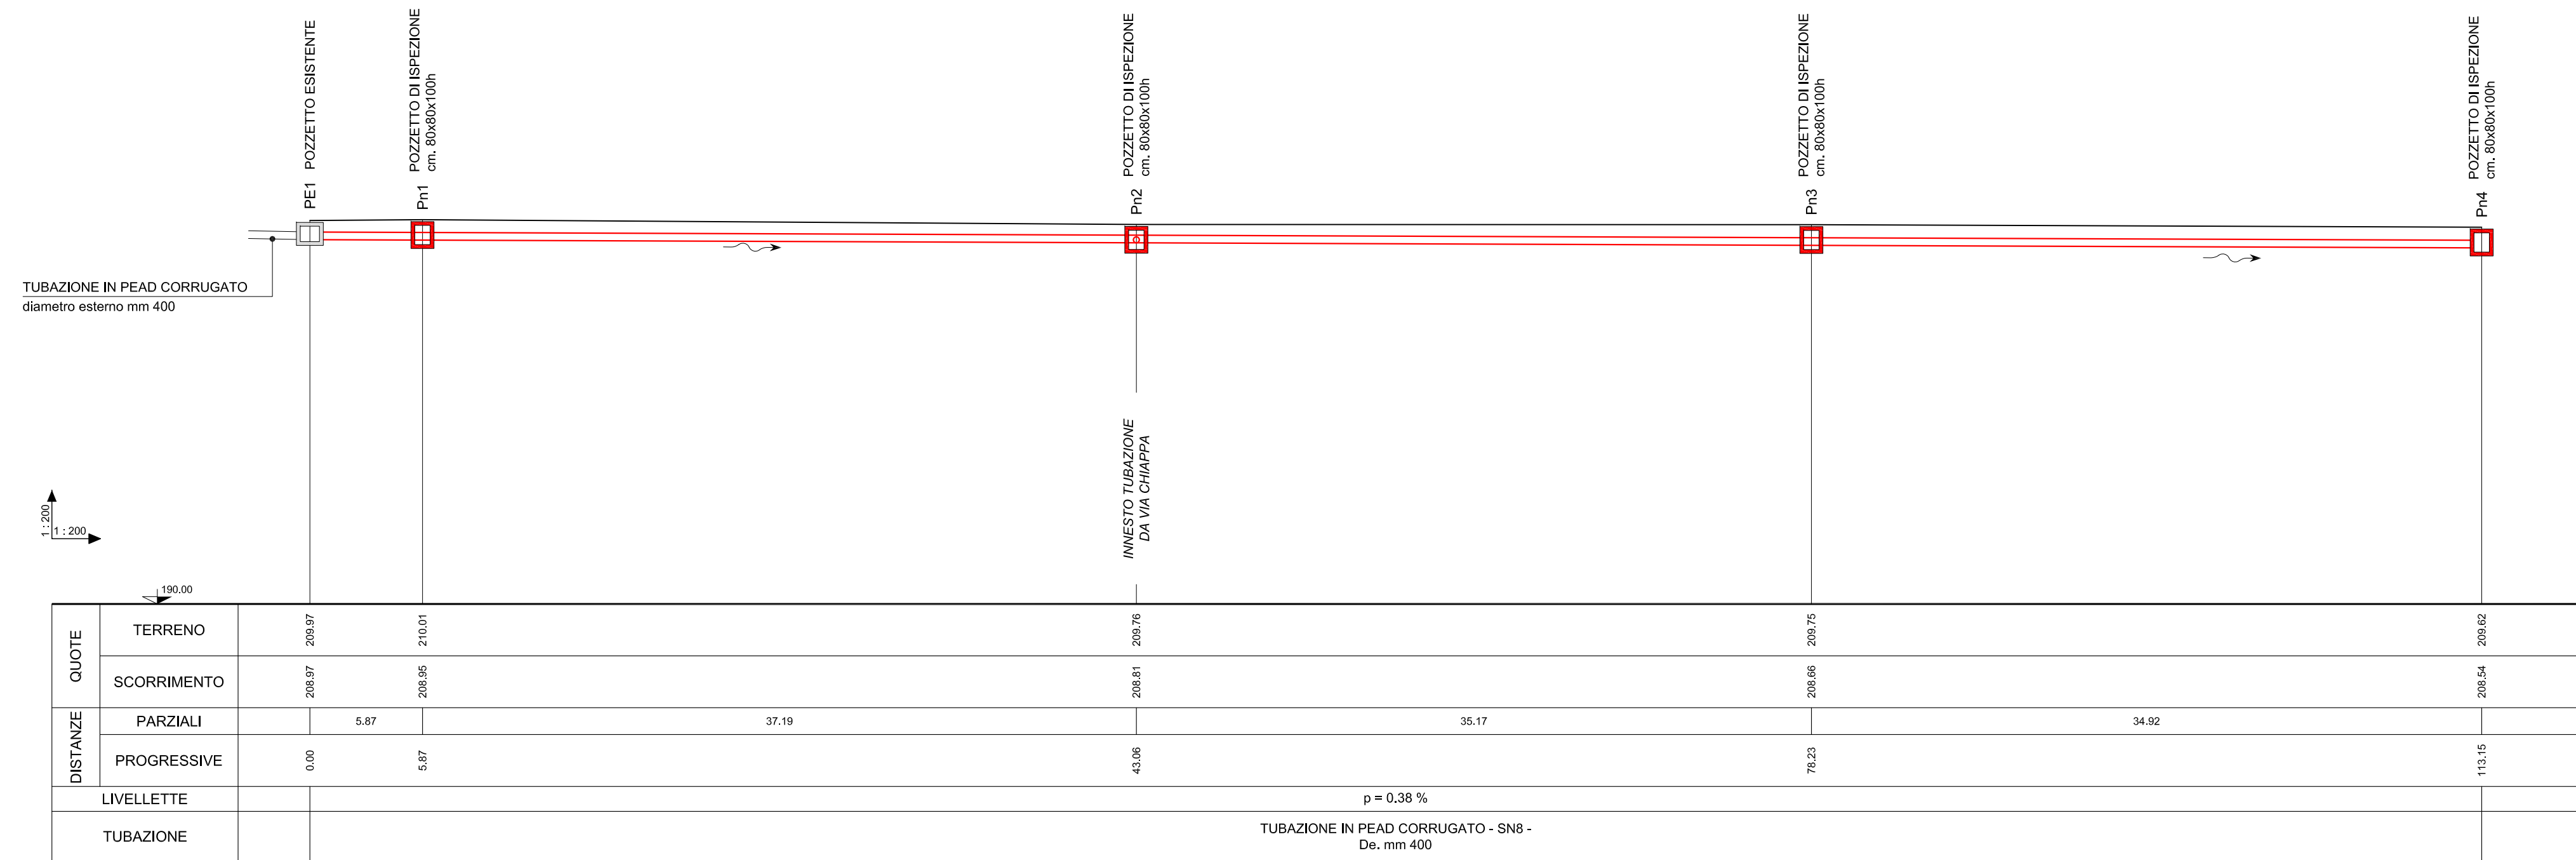 PE1 POZZETTO ESISTENTE
Pn1 POZZETTO DI ISPEZIONE
cm. 80x80x100h
Pn2 POZZETTO DI ISPEZIONE
cm. 80x80x100h
Pn3 POZZETTO DI ISPEZIONE
cm. 80x80x100h
Pn4 POZZETTO DI ISPEZIONE
cm. 80x80x100h
TUBAZIONE IN PEAD CORRUGATO
diametro esterno mm 400
INNESTO TUBAZIONE
DA VIA CHIAPPA
1 : 200
1 : 200
190.00
QUOTE
TERRENO 209.97 210.01 209.76 209.75 209.62
SCORRIMENTO 208.97 208.95 208.81 208.66 208.54
DISTANZE
PARZIALI 5.87 37.19 35.17 34.92
PROGRESSIVE 0.00 5.87 43.06 78.23 113.15
LIVELLETTE p = 0.38 %
TUBAZIONE TUBAZIONE IN PEAD CORRUGATO - SN8 -
De. mm 400